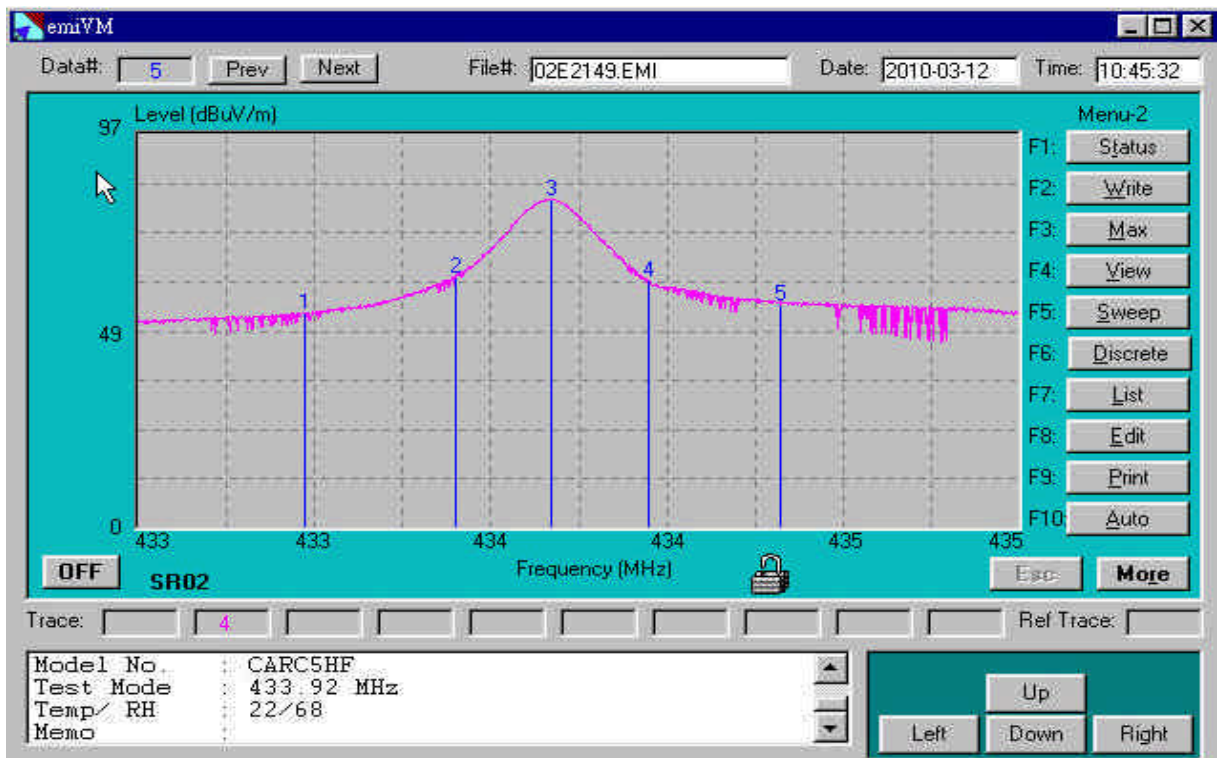 emiVM
Data#: 5 Prev Next File#: 02E2149.EMI Date: 2010-03-12 Time: 10:45:32
Level (dBuV/m) Menu-2
97
F1: Status
F2: Write
F3: Max
F4: View
F5: Sweep
F6: Discrete
F7: List
F8: Edit
F9: Print
F10: Auto
3
2 4
1 5
49
0
433 433 434 434 435 435
OFF SR02 Frequency (MHz) Esc More
Trace: 4 Ref Trace:
Model No. : CARC5HF
Test Mode : 433.92 MHz
Temp/ RH : 22/68
Memo :
Up
Left Down Right